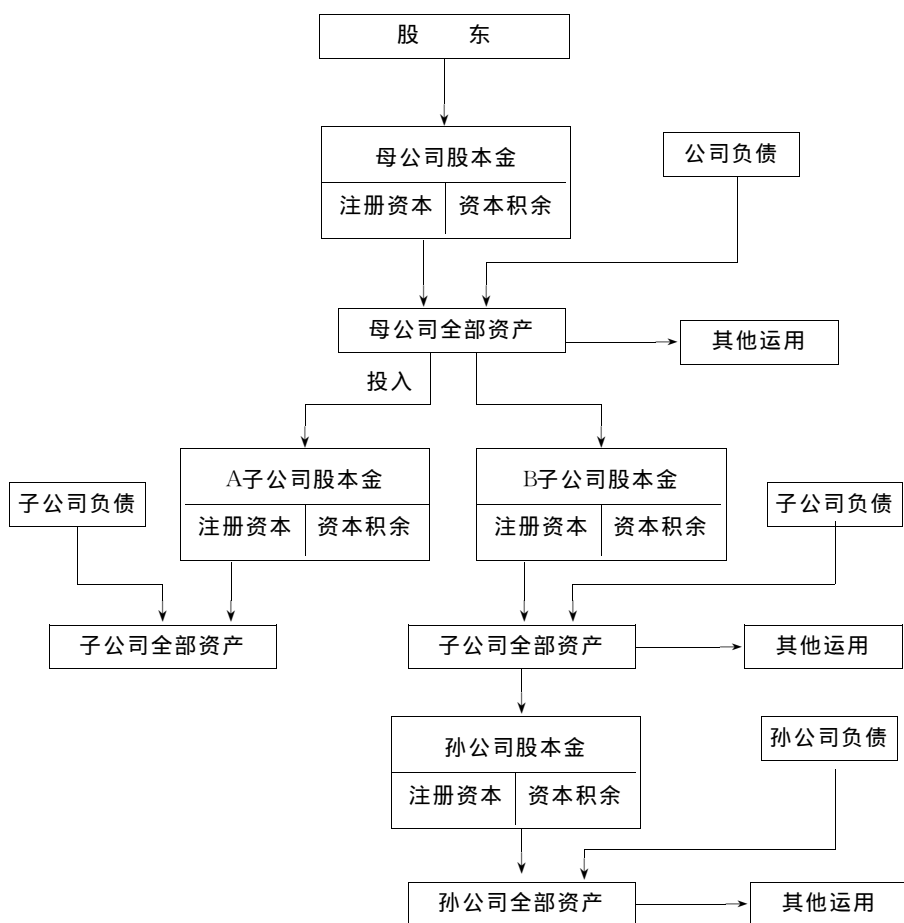 股 东
母公司股本金
公司负债
注册资本 资本积余
母公司全部资产
其他运用
投入
A子公司股本金
B子公司股本金
子公司负债
子公司负债
注册资本 资本积余
注册资本 资本积余
子公司全部资产
子公司全部资产
其他运用
孙公司股本金
孙公司负债
注册资本 资本积余
孙公司全部资产
其他运用